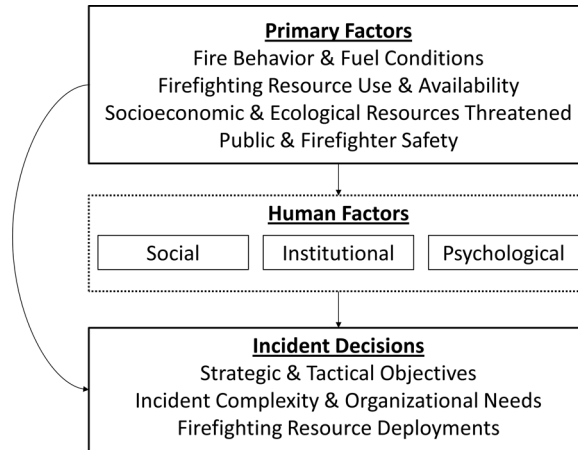 Primary Factors
Fire Behavior & Fuel Conditions
Firefighting Resource Use & Availability
Socioeconomic & Ecological Resources Threatened
Public & Firefighter Safety
Human Factors
Social
Institutional
Psychological
Incident Decisions
Strategic & Tactical Objectives
Incident Complexity & Organizational Needs
Firefighting Resource Deployments